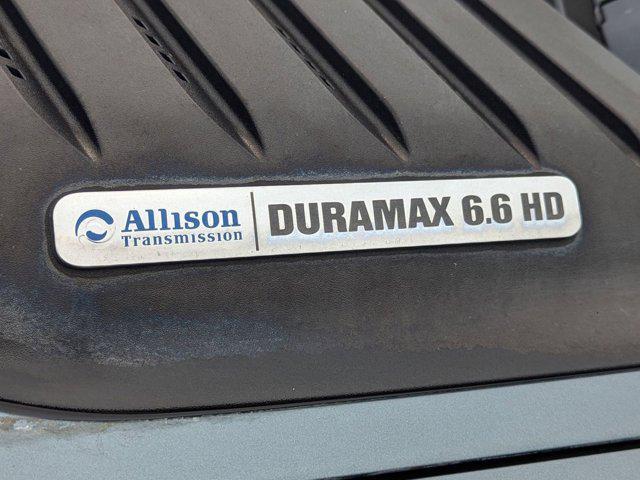 Allison
Transmission
DURAMAX 6.6 HD